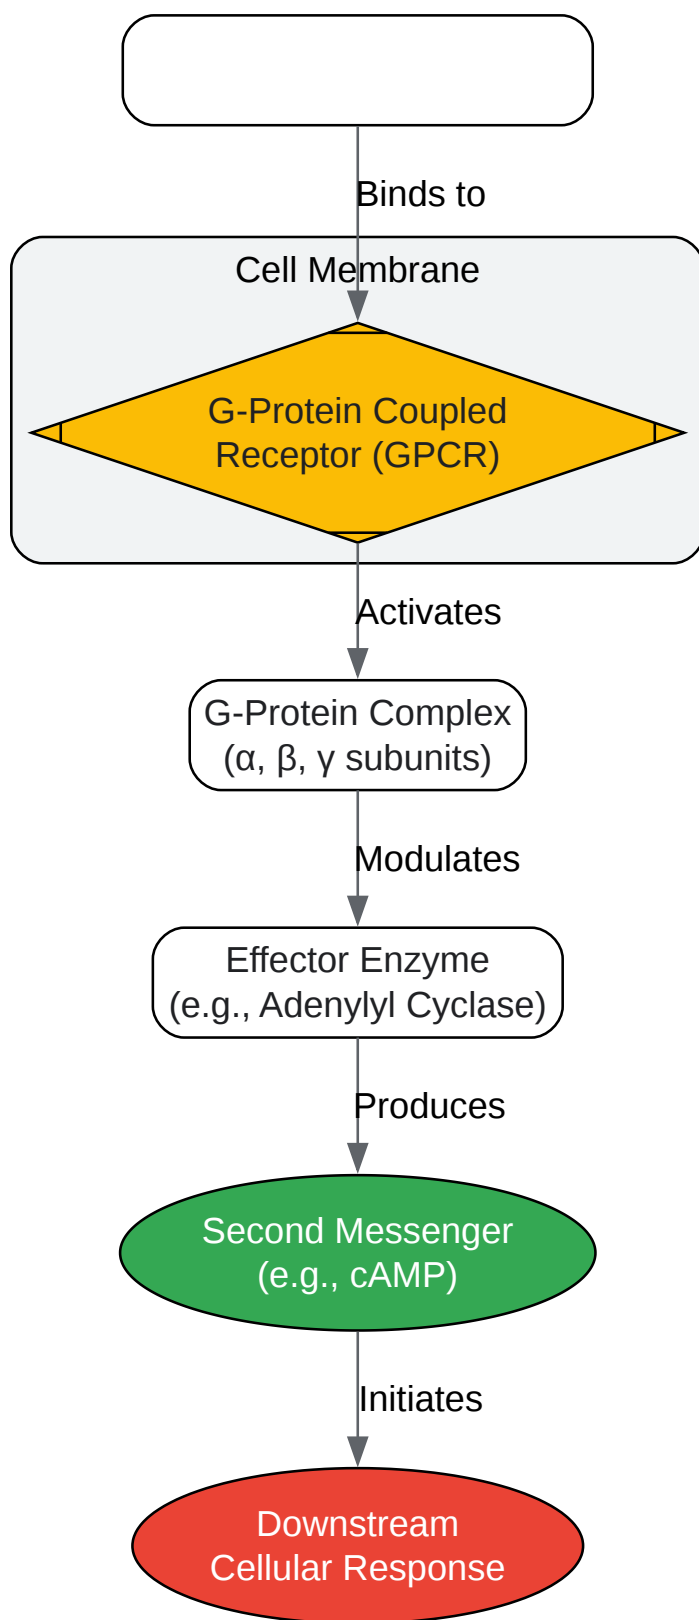 Binds to
Cell Membrane
G-Protein Coupled
Receptor (GPCR)
Activates
G-Protein Complex
(α, β, γ subunits)
Modulates
Effector Enzyme
(e.g., Adenylyl Cyclase)
Produces
Second Messenger
(e.g., cAMP)
Initiates
Downstream
Cellular Response